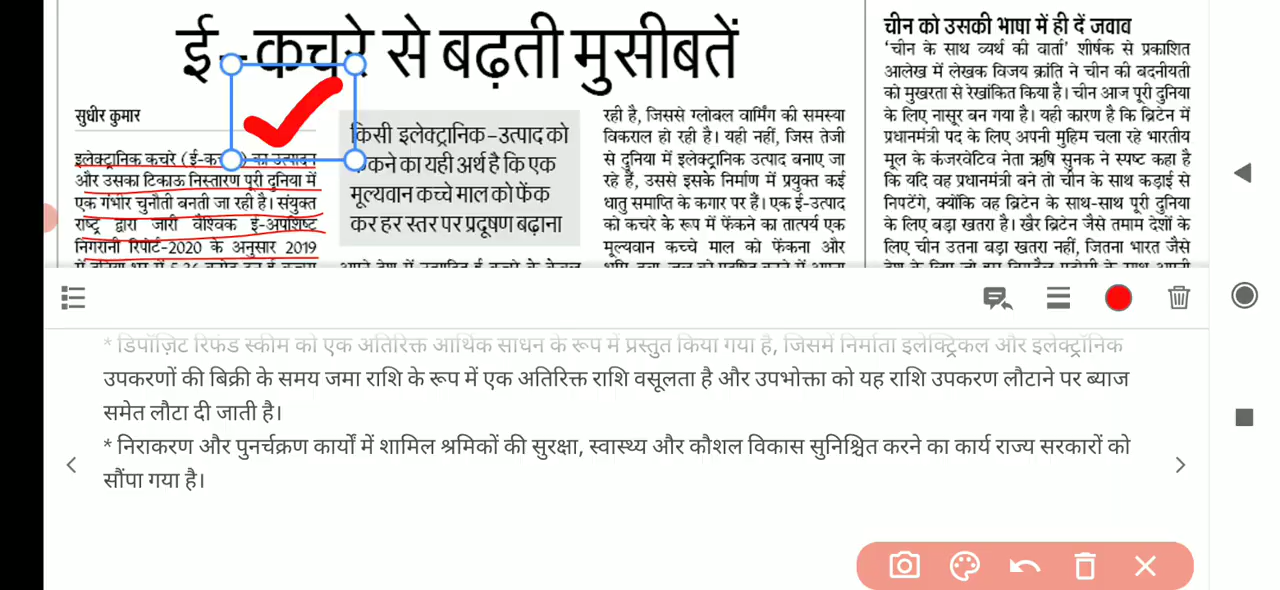 ई-कचरे से बढ़ती मुसीबतें
सुधीर कुमार
इलेक्ट्रानिक कचरे (ई-कच का उत्पादन
और उसका टिकाऊ निस्तारण पूरी दुनिया में
एक गंभीर चुनौती बनती जा रही है। संयुक्त
राष्ट्र द्वारा जारी वैश्विक ई-अपशिष्ट
निगरानी रिपोर्ट-2020 के अनुसार 2019
किसी इलेक्ट्रानिक-उत्पाद को
फेंकने का यही अर्थ है कि एक
मूल्यवान कच्चे माल को फेंक
कर हर स्तर पर प्रदूषण बढ़ाना
रही है, जिससे ग्लोबल वार्मिंग की समस्या
विकराल हो रही है। यही नहीं, जिस तेजी
से दुनिया में इलेक्ट्रानिक उत्पाद बनाए जा
रहे हैं, उससे इसके निर्माण में प्रयुक्त कई
धातु समाप्ति के कगार पर हैं। एक ई-उत्पाद
को कचरे के रूप में फेंकने का तात्पर्य एक
मूल्यवान कच्चे माल को फेंकना और
चीन को उसकी भाषा में ही दें जवाब
'चीन के साथ व्यर्थ की वार्ता' शीर्षक से प्रकाशित
आलेख में लेखक विजय क्रांति ने चीन की बदनीयती
को मुखरता से रेखांकित किया है। चीन आज पूरी दुनिया
के लिए नासूर बन गया है। यही कारण है कि ब्रिटेन में
प्रधानमंत्री पद के लिए अपनी मुहिम चला रहे भारतीय
मूल के कंजरवेटिव नेता ऋषि सुनक ने स्पष्ट कहा है
कि यदि वह प्रधानमंत्री बने तो चीन के साथ कड़ाई से
निपटेंगे, क्योंकि वह ब्रिटेन के साथ-साथ पूरी दुनिया
के लिए बड़ा खतरा है। खैर ब्रिटेन जैसे तमाम देशों के
लिए चीन उतना बड़ा खतरा नहीं, जितना भारत जैसे
* डिपॉज़िट रिफंड स्कीम को एक अतिरिक्त आर्थिक साधन के रूप में प्रस्तुत किया गया है, जिसमें निर्माता इलेक्ट्रिकल और इलेक्ट्रॉनिक
उपकरणों की बिक्री के समय जमा राशि के रूप में एक अतिरिक्त राशि वसूलता है और उपभोक्ता को यह राशि उपकरण लौटाने पर ब्याज
समेत लौटा दी जाती है।
* निराकरण और पुनर्चक्रण कार्यों में शामिल श्रमिकों की सुरक्षा, स्वास्थ्य और कौशल विकास सुनिश्चित करने का कार्य राज्य सरकारों को
सौंपा गया है।